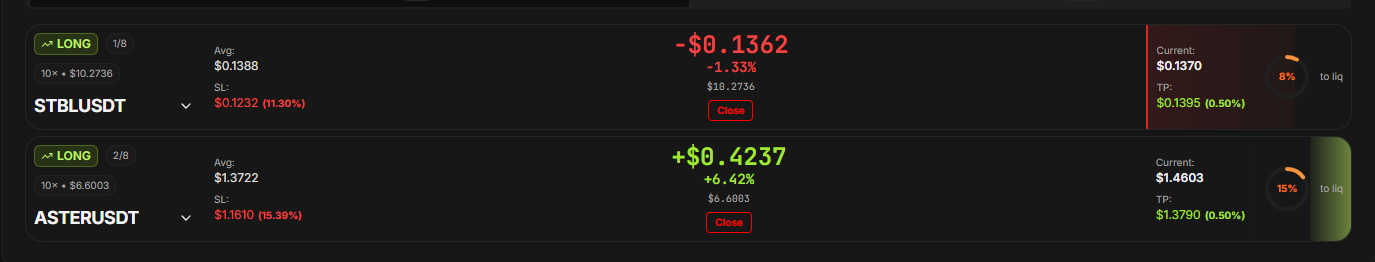 LONG 1/8
10× • $10.2736
STBLUSDT
Avg:
$0.1388
SL:
$0.1232 (11.30%)
-$0.1362
-1.33%
$10.2736
Close
Current:
$0.1370
TP:
$0.1395 (0.50%)
8%
to liq
LONG 2/8
10× • $6.6003
ASTERUSDT
Avg:
$1.3722
SL:
$1.1610 (15.39%)
+$0.4237
+6.42%
$6.6003
Close
Current:
$1.4603
TP:
$1.3790 (0.50%)
15%
to liq